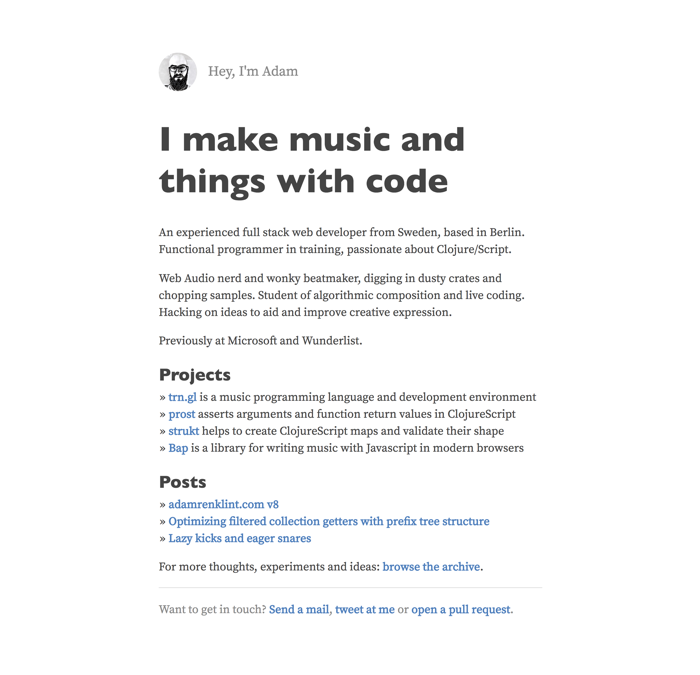 Hey, I'm Adam
I make music and
things with code
An experienced full stack web developer from Sweden, based in Berlin.
Functional programmer in training, passionate about Clojure/Script.
Web Audio nerd and wonky beatmaker, digging in dusty crates and
chopping samples. Student of algorithmic composition and live coding.
Hacking on ideas to aid and improve creative expression.
Previously at Microsoft and Wunderlist.
Projects
» trn.gl is a music programming language and development environment
» prost asserts arguments and function return values in ClojureScript
» strukt helps to create ClojureScript maps and validate their shape
» Bap is a library for writing music with Javascript in modern browsers
Posts
» adamrenklint.com v8
» Optimizing filtered collection getters with prefix tree structure
» Lazy kicks and eager snares
For more thoughts, experiments and ideas: browse the archive.
Want to get in touch? Send a mail, tweet at me or open a pull request.